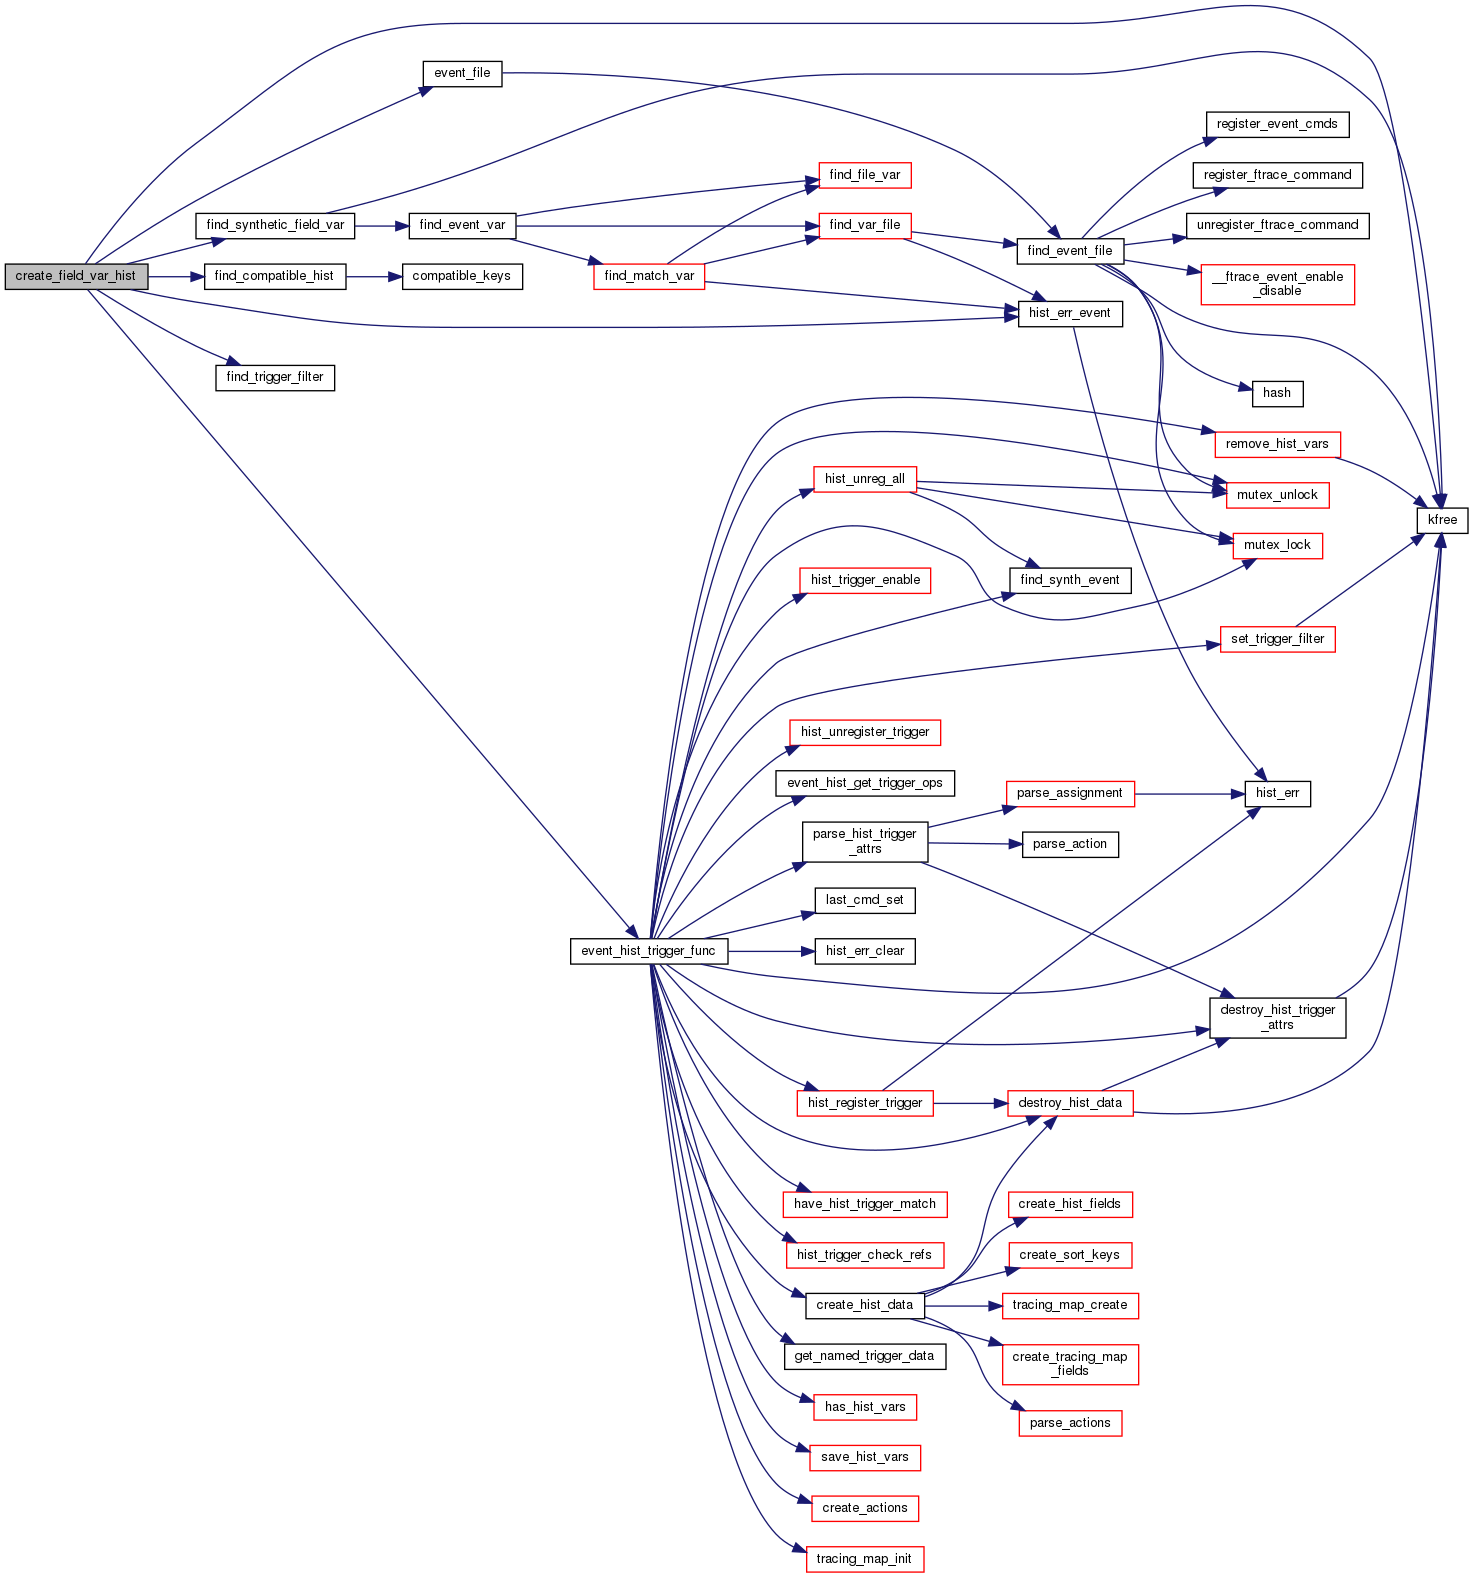 event_file
register_event_cmds
find_file_var
register_ftrace_command
find_synthetic_field_var
find_event_var
find_var_file
unregister_ftrace_command
find_event_file
create_field_var_hist
find_compatible_hist
compatible_keys
find_match_var
__ftrace_event_enable
_disable
hist_err_event
find_trigger_filter
hash
remove_hist_vars
hist_unreg_all
mutex_unlock
kfree
mutex_lock
hist_trigger_enable
find_synth_event
set_trigger_filter
hist_unregister_trigger
event_hist_get_trigger_ops
parse_assignment
hist_err
parse_hist_trigger
_attrs
parse_action
last_cmd_set
event_hist_trigger_func
hist_err_clear
destroy_hist_trigger
_attrs
hist_register_trigger
destroy_hist_data
have_hist_trigger_match
create_hist_fields
hist_trigger_check_refs
create_sort_keys
create_hist_data
tracing_map_create
get_named_trigger_data
create_tracing_map
_fields
has_hist_vars
parse_actions
save_hist_vars
create_actions
tracing_map_init